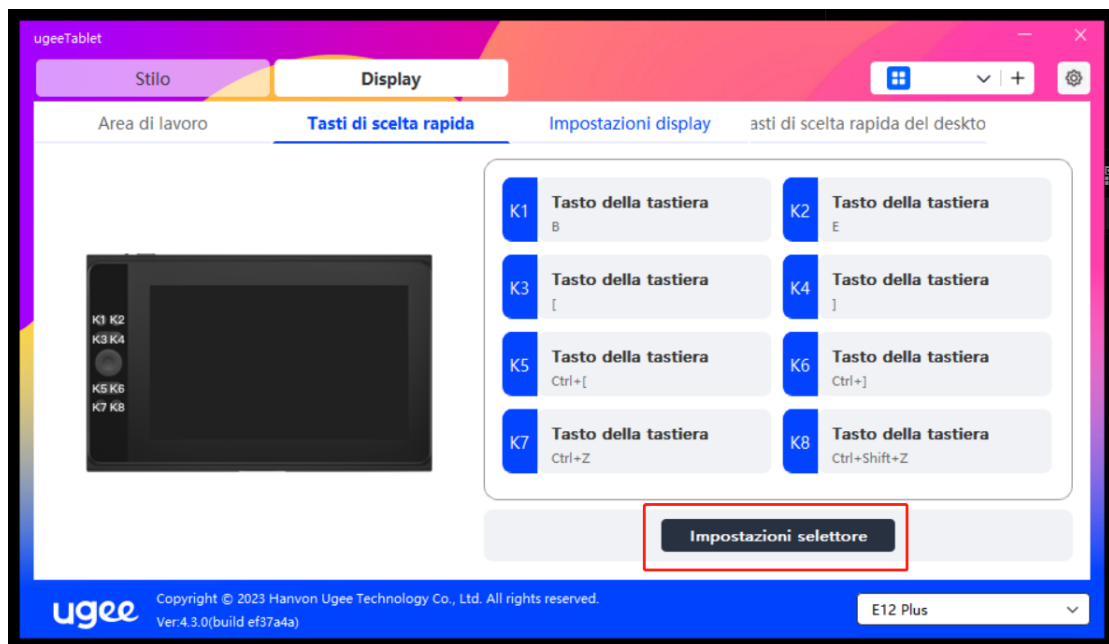 ugeeTablet
Stilo
Display
Area di lavoro
Tasti di scelta rapida
Impostazioni display
asti di scelta rapida del deskto
K1
Tasto della tastiera
B
K2
Tasto della tastiera
E
K3
Tasto della tastiera
[
K4
Tasto della tastiera
]
K5
Tasto della tastiera
Ctrl+[
K6
Tasto della tastiera
Ctrl+]
K7
Tasto della tastiera
Ctrl+Z
K8
Tasto della tastiera
Ctrl+Shift+Z
K1 K2
K3 K4
K5 K6
K7 K8
Impostazioni selettore
ugee
Copyright © 2023 Hanvon Ugee Technology Co., Ltd. All rights reserved.
Ver:4.3.0(build ef37a4a)
E12 Plus